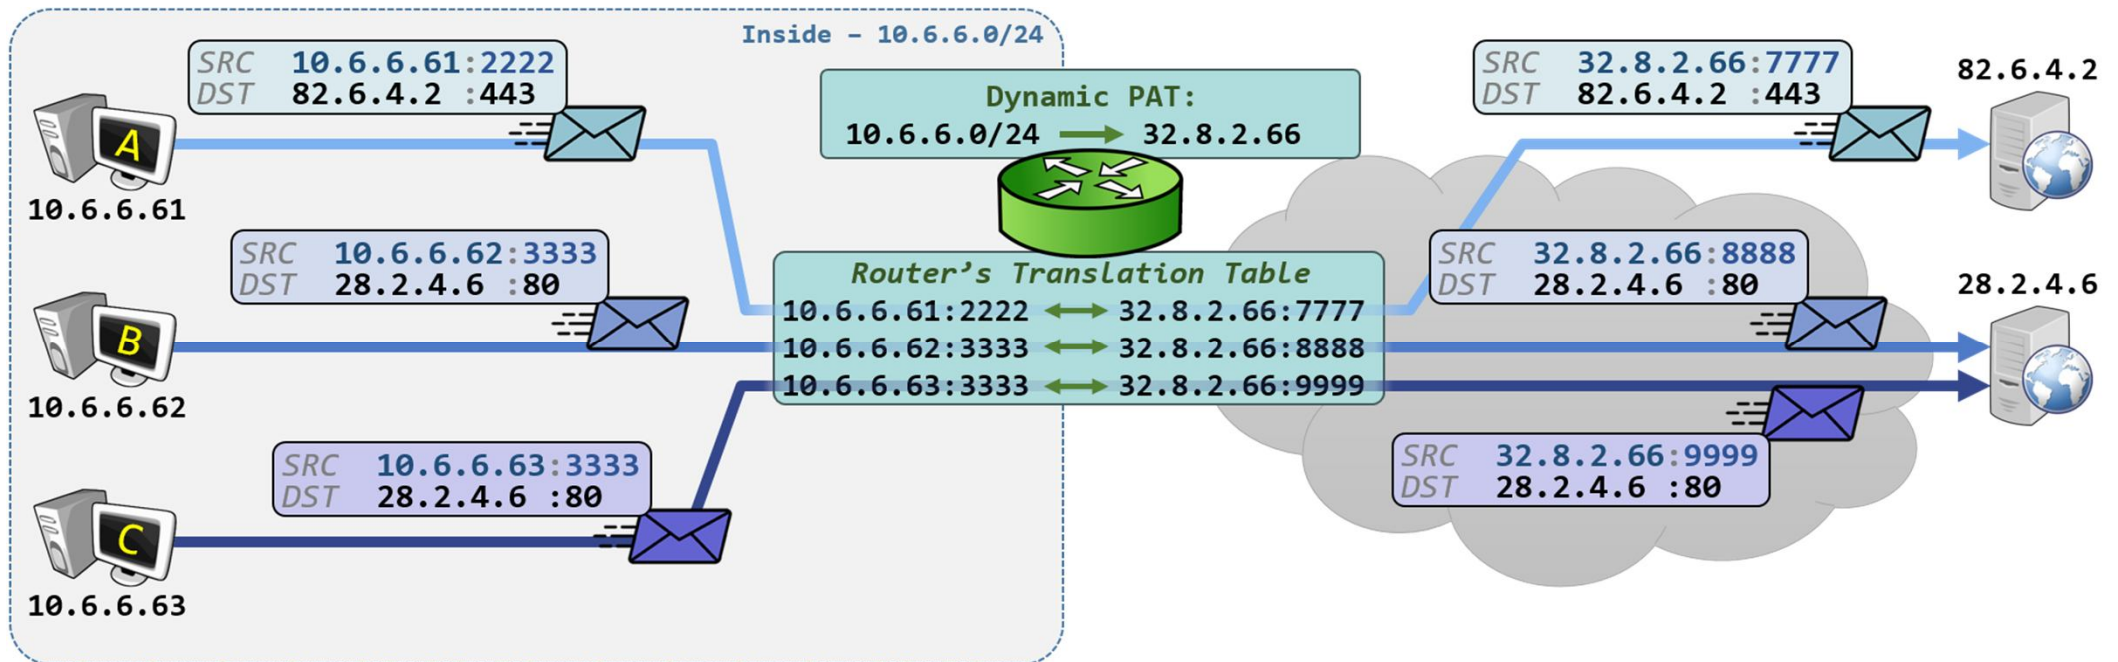 Inside – 10.6.6.0/24
SRC 10.6.6.61:2222
DST 82.6.4.2 :443
A
10.6.6.61
SRC 10.6.6.62:3333
DST 28.2.4.6 :80
B
10.6.6.62
SRC 10.6.6.63:3333
DST 28.2.4.6 :80
C
10.6.6.63
Dynamic PAT:
10.6.6.0/24 → 32.8.2.66
Router's Translation Table
10.6.6.61:2222 ↔ 32.8.2.66:7777
10.6.6.62:3333 ↔ 32.8.2.66:8888
10.6.6.63:3333 ↔ 32.8.2.66:9999
SRC 32.8.2.66:7777
DST 82.6.4.2 :443
82.6.4.2
SRC 32.8.2.66:8888
DST 28.2.4.6 :80
28.2.4.6
SRC 32.8.2.66:9999
DST 28.2.4.6 :80